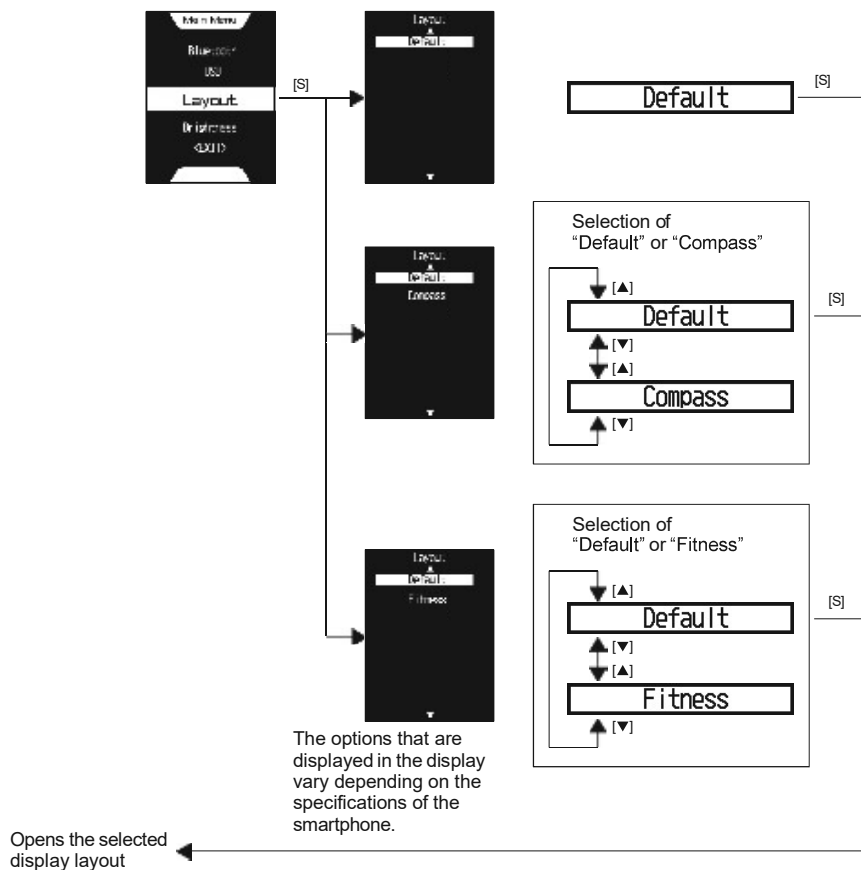 Main Menu
Bluetooth
USB
Layout
Brightness
<EXIT>
[S]
Layout
▲
Default
▼
Default
[S]
Layout
▲
Default
Compass
▼
Selection of
“Default” or “Compass”
[▲]
Default
[▼]
[▲]
Compass
[▼]
[S]
Layout
▲
Default
Fitness
▼
Selection of
“Default” or “Fitness”
[▲]
Default
[▼]
[▲]
Fitness
[▼]
[S]
The options that are
displayed in the display
vary depending on the
specifications of the
smartphone.
Opens the selected
display layout